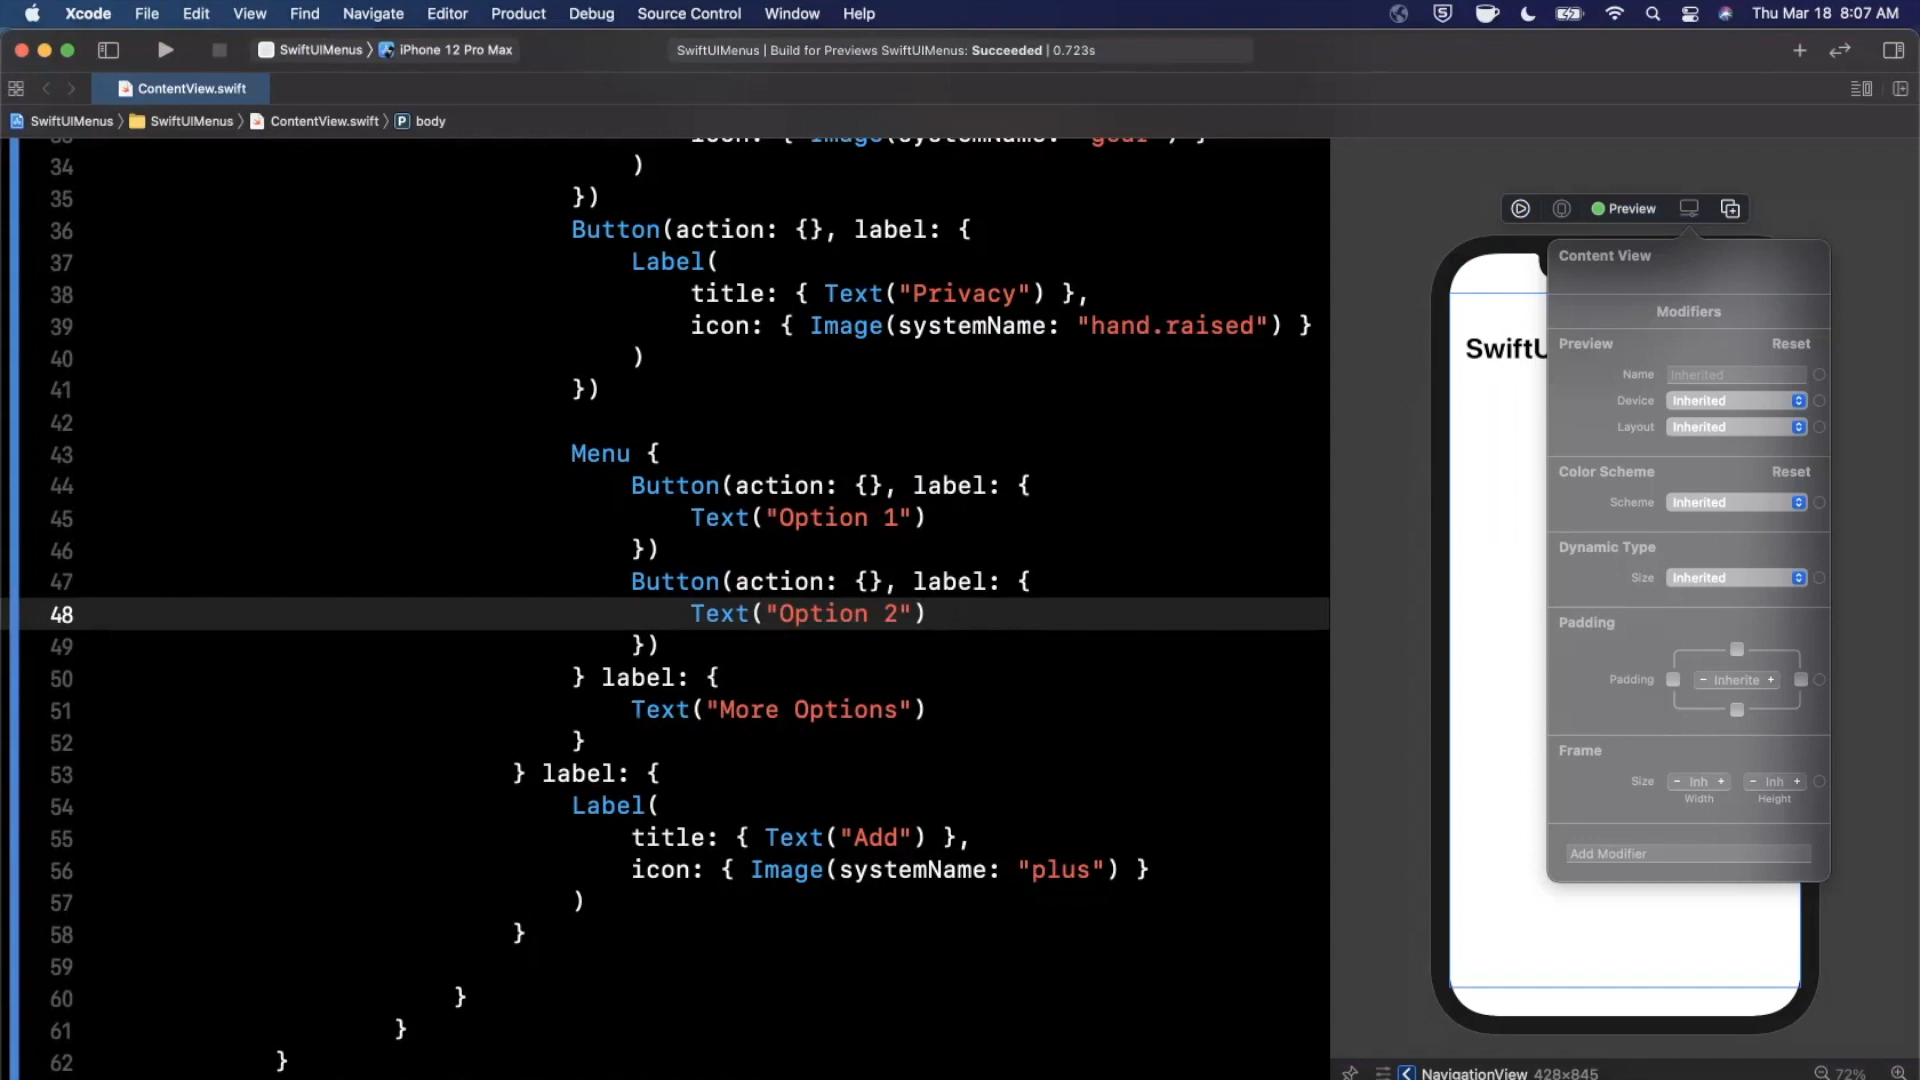 Xcode File Edit View Find Navigate Editor Product Debug Source Control Window Help Thu Mar 18 8:07 AM
SwiftUIMenus 〉 iPhone 12 Pro Max SwiftUIMenus | Build for Previews SwiftUIMenus: Succeeded | 0.723s
ContentView.swift
SwiftUIMenus 〉 SwiftUIMenus 〉 ContentView.swift 〉 P body
icon: { Image(systemName: "gear") }
34 )
35 })
36 Button(action: {}, label: {
37 Label(
38 title: { Text("Privacy") },
39 icon: { Image(systemName: "hand.raised") }
40 )
41 })
42
43 Menu {
44 Button(action: {}, label: {
45 Text("Option 1")
46 })
47 Button(action: {}, label: {
48 Text("Option 2")
49 })
50 } label: {
51 Text("More Options")
52 }
53 } label: {
54 Label(
55 title: { Text("Add") },
56 icon: { Image(systemName: "plus") }
57 )
58 }
59
60 }
61 }
62 }
Preview
SwiftU
Content View
Modifiers
Preview Reset
Name Inherited
Device Inherited
Layout Inherited
Color Scheme Reset
Scheme Inherited
Dynamic Type
Size Inherited
Padding
Padding − Inherite +
Frame
Size − Inh + − Inh +
Width Height
Add Modifier
NavigationView 428×845 72%